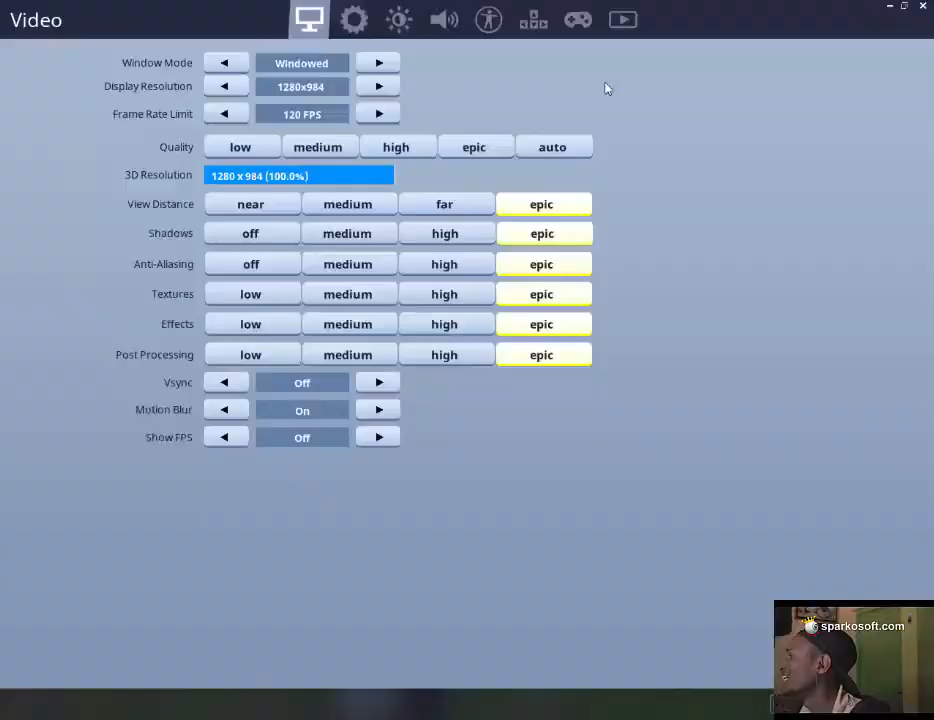 Video
Window Mode ◄ Windowed ►
Display Resolution ◄ 1280x984 ►
Frame Rate Limit ◄ 120 FPS ►
Quality low medium high epic auto
3D Resolution 1280 x 984 (100.0%)
View Distance near medium far epic
Shadows off medium high epic
Anti-Aliasing off medium high epic
Textures low medium high epic
Effects low medium high epic
Post Processing low medium high epic
Vsync ◄ Off ►
Motion Blur ◄ On ►
Show FPS ◄ Off ►
sparkosoft.com